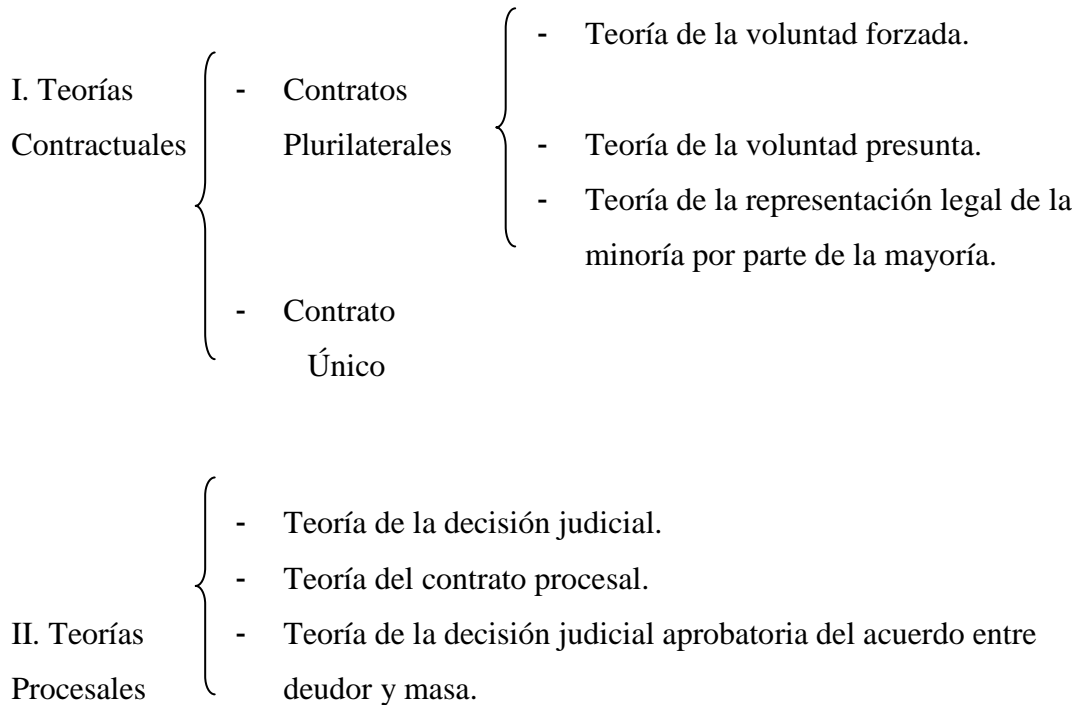 - Teoría de la voluntad forzada.
I. Teorías - Contratos
Contractuales Plurilaterales - Teoría de la voluntad presunta.
- Teoría de la representación legal de la
minoría por parte de la mayoría.
- Contrato
Único
- Teoría de la decisión judicial.
- Teoría del contrato procesal.
II. Teorías - Teoría de la decisión judicial aprobatoria del acuerdo entre
Procesales deudor y masa.